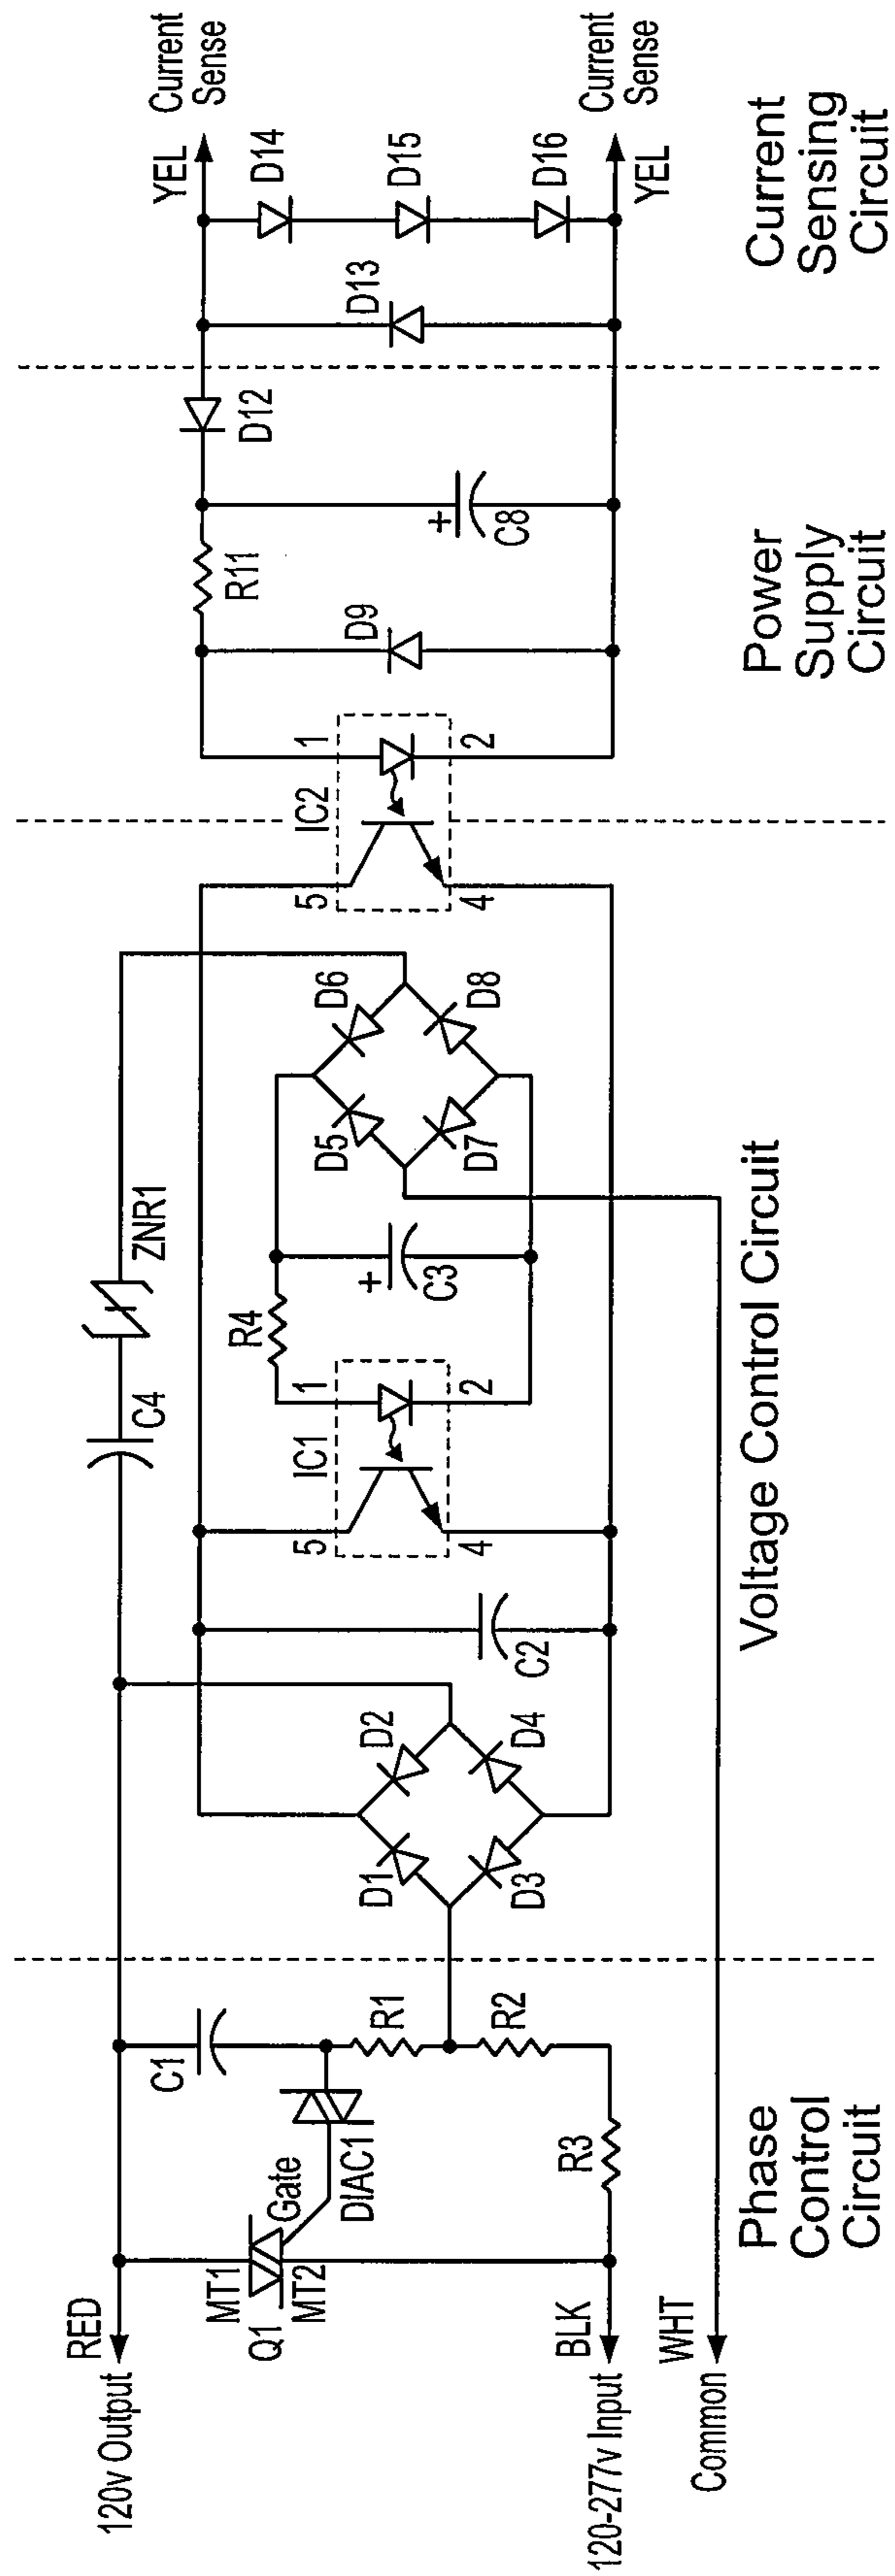 120v Output
RED
120-277v Input
BLK
Common
WHT
Q1
MT1
MT2
Gate
DIAC1
C1
R1
R2
R3
Phase
Control
Circuit
D1
D2
D3
D4
C2
C4
ZNR1
IC1
5
4
1
2
R4
+
C3
D5
D6
D7
D8
Voltage Control Circuit
IC2
5
4
1
2
D9
R11
+
C8
D12
Power
Supply
Circuit
D13
D14
D15
D16
YEL
Current
Sense
YEL
Current
Sense
Current
Sensing
Circuit